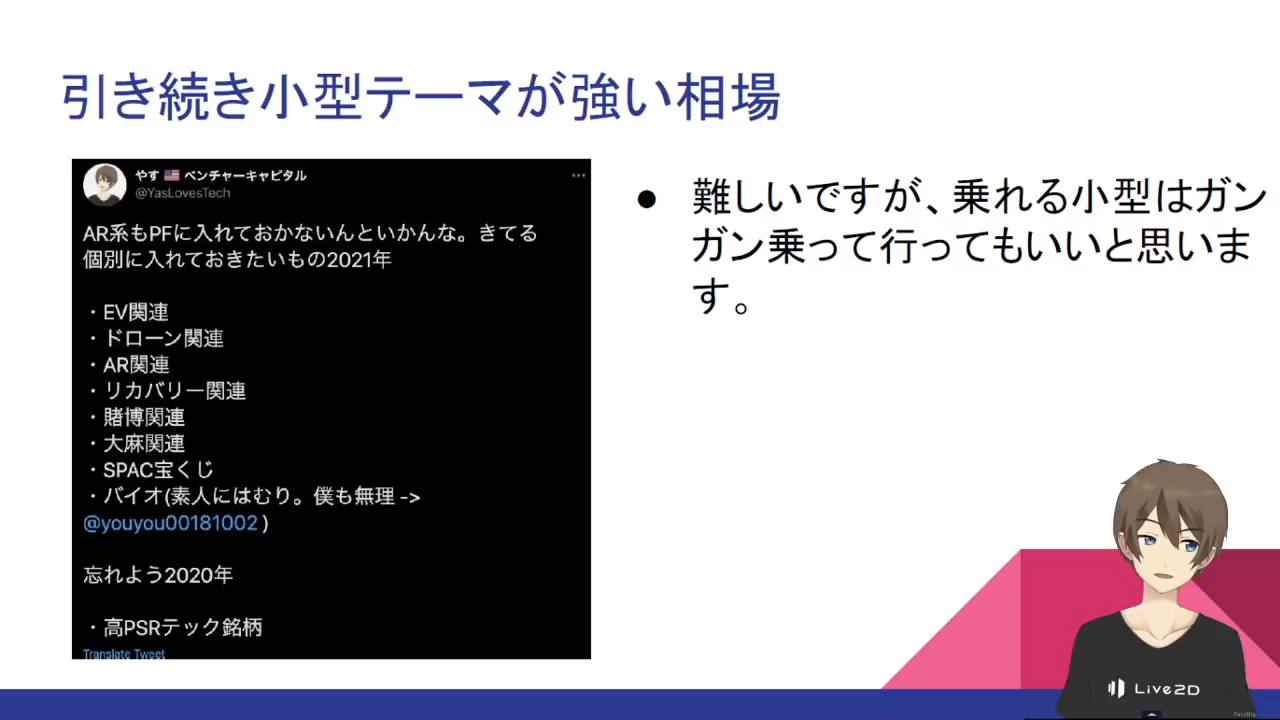 引き続き小型テーマが強い相場
やす 🇺🇸 ベンチャーキャピタル
@YasLovesTech
AR系もPFに入れておかないんといかんな。きてる
個別に入れておきたいもの2021年
・EV関連
・ドローン関連
・AR関連
・リカバリー関連
・賭博関連
・大麻関連
・SPAC宝くじ
・バイオ(素人にはむり。僕も無理 ->
@youyou00181002 )
忘れよう2020年
・高PSRテック銘柄
Translate Tweet
● 難しいですが、乗れる小型はガン
ガン乗って行ってもいいと思いま
す。
Live2D
FaceRig